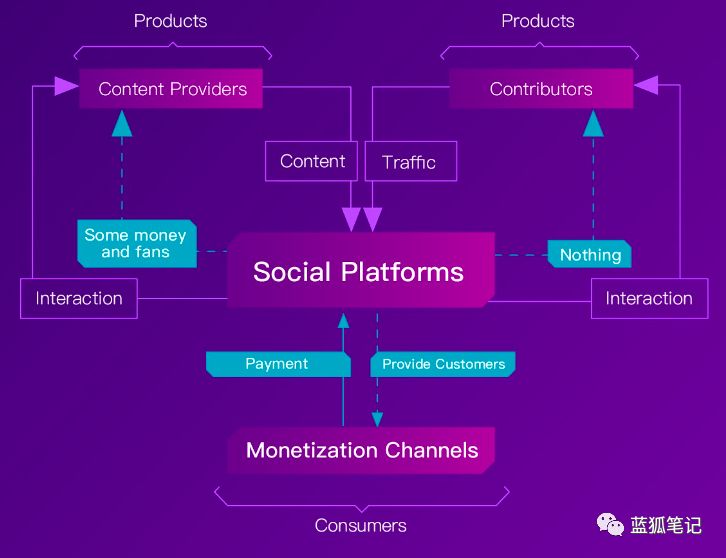 Products
Products
Content Providers
Contributors
Content
Traffic
Some money
and fans
Social Platforms
Nothing
Interaction
Interaction
Payment
Provide Customers
Monetization Channels
Consumers
蓝狐笔记